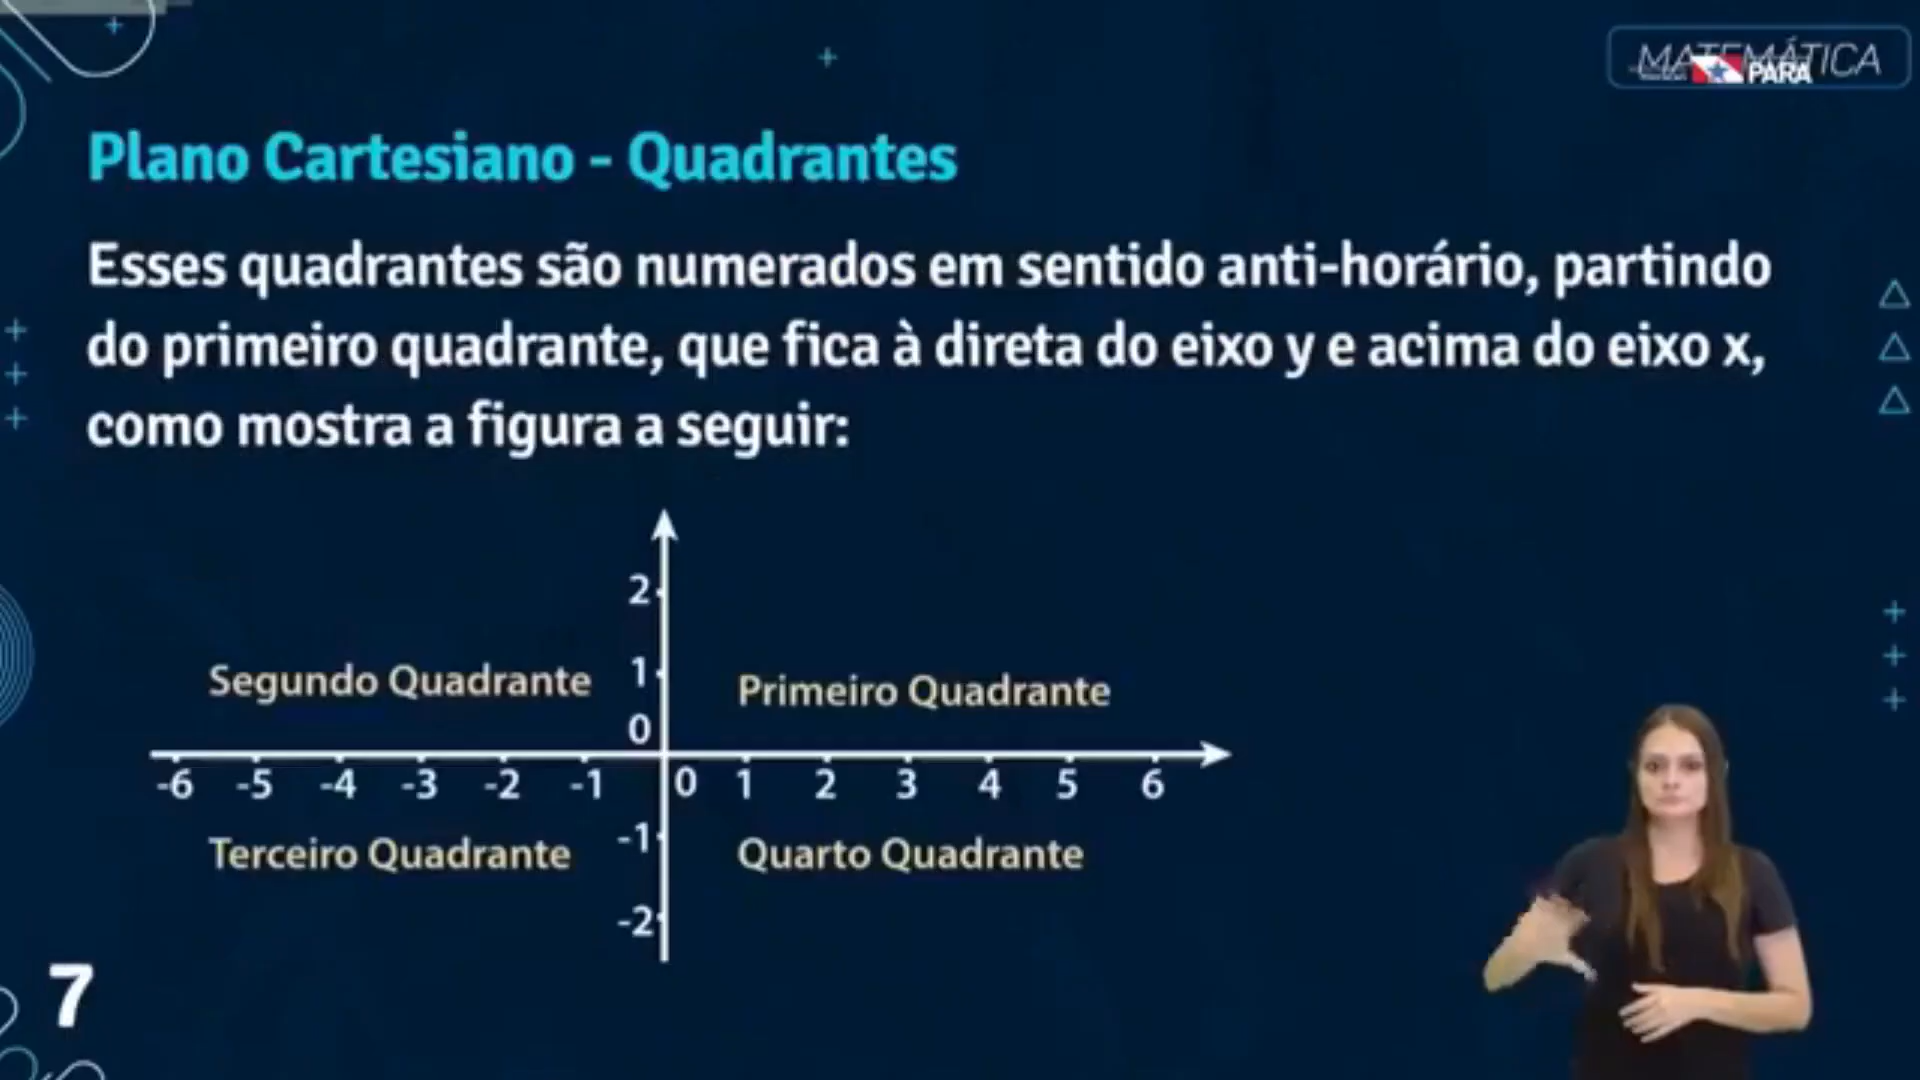 MATEMÁTICA
PARÁ
Plano Cartesiano - Quadrantes
Esses quadrantes são numerados em sentido anti-horário, partindo
do primeiro quadrante, que fica à direta do eixo y e acima do eixo x,
como mostra a figura a seguir:
2
Segundo Quadrante 1 Primeiro Quadrante
0
-6 -5 -4 -3 -2 -1 0 1 2 3 4 5 6
Terceiro Quadrante -1 Quarto Quadrante
-2
7